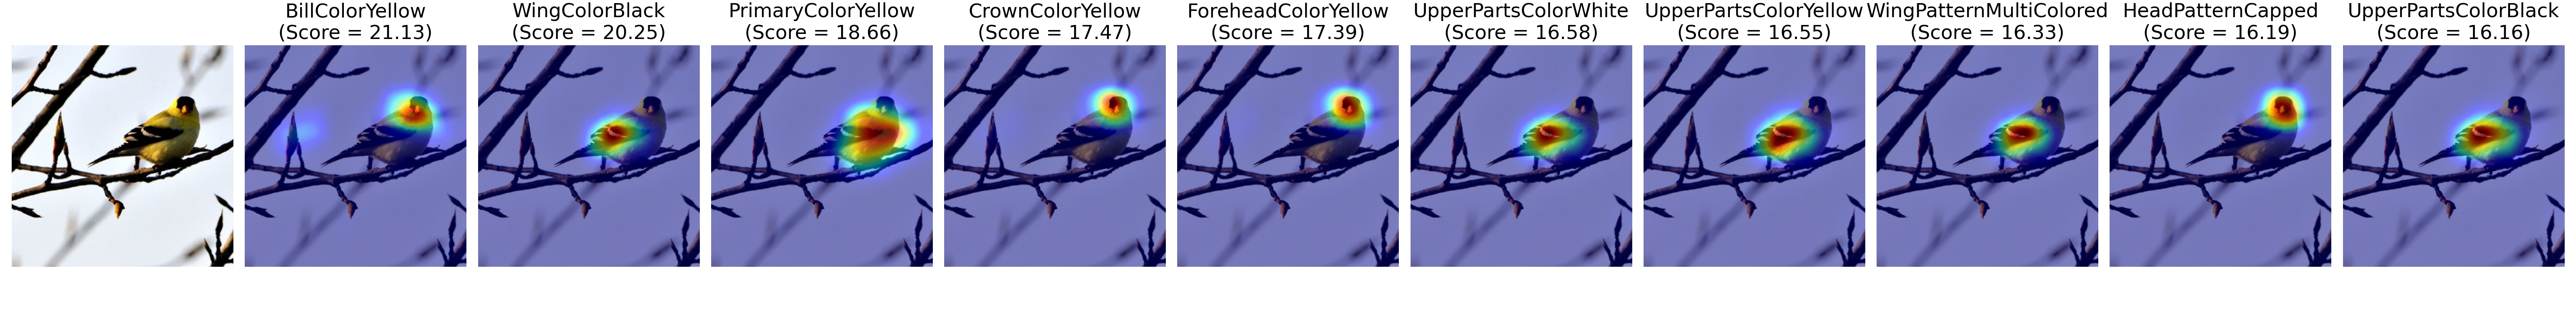 BillColorYellow
(Score = 21.13)
WingColorBlack
(Score = 20.25)
PrimaryColorYellow
(Score = 18.66)
CrownColorYellow
(Score = 17.47)
ForeheadColorYellow
(Score = 17.39)
UpperPartsColorWhite
(Score = 16.58)
UpperPartsColorYellow
(Score = 16.55)
WingPatternMultiColored
(Score = 16.33)
HeadPatternCapped
(Score = 16.19)
UpperPartsColorBlack
(Score = 16.16)